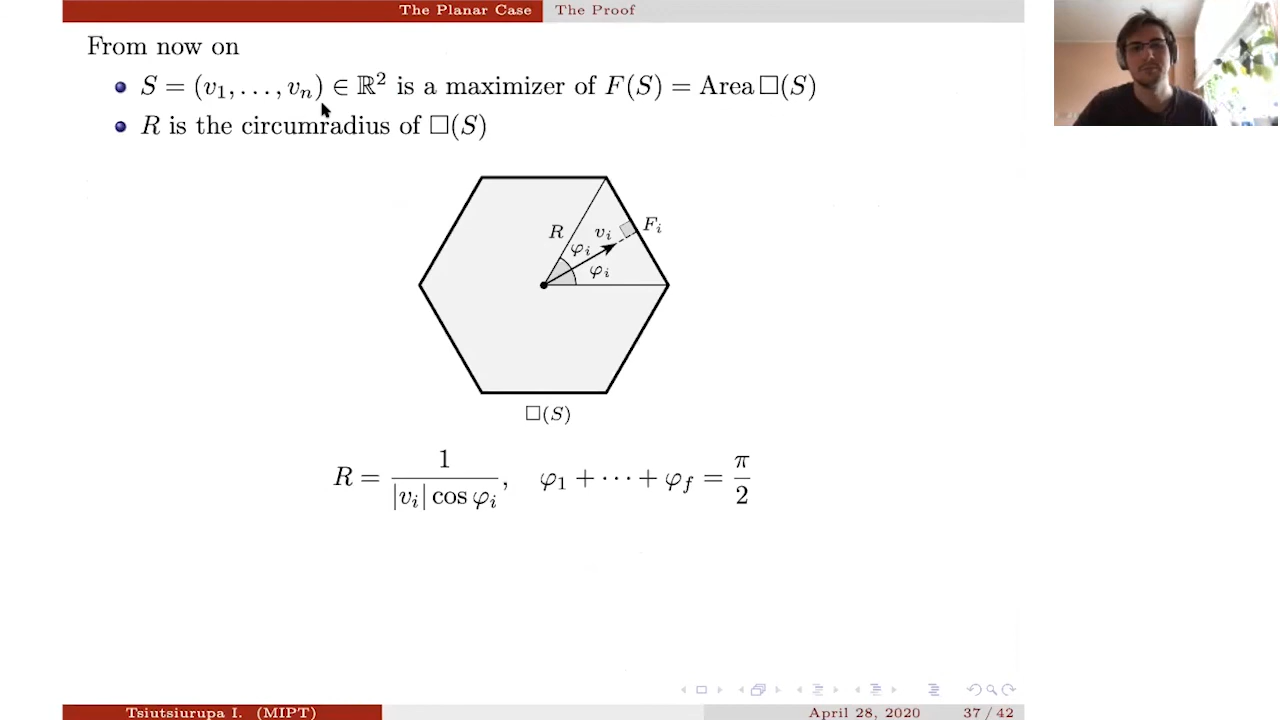 The Planar Case The Proof
From now on
S = (v₁, …, vₙ) ∈ ℝ² is a maximizer of F(S) = Area □(S)
R is the circumradius of □(S)
R vᵢ Fᵢ
φᵢ
φᵢ
□(S)
R = 1 / (|vᵢ| cos φᵢ), φ₁ + ⋯ + φ_f = π/2
Tsiutsiurupa I. (MIPT) April 28, 2020 37 / 42